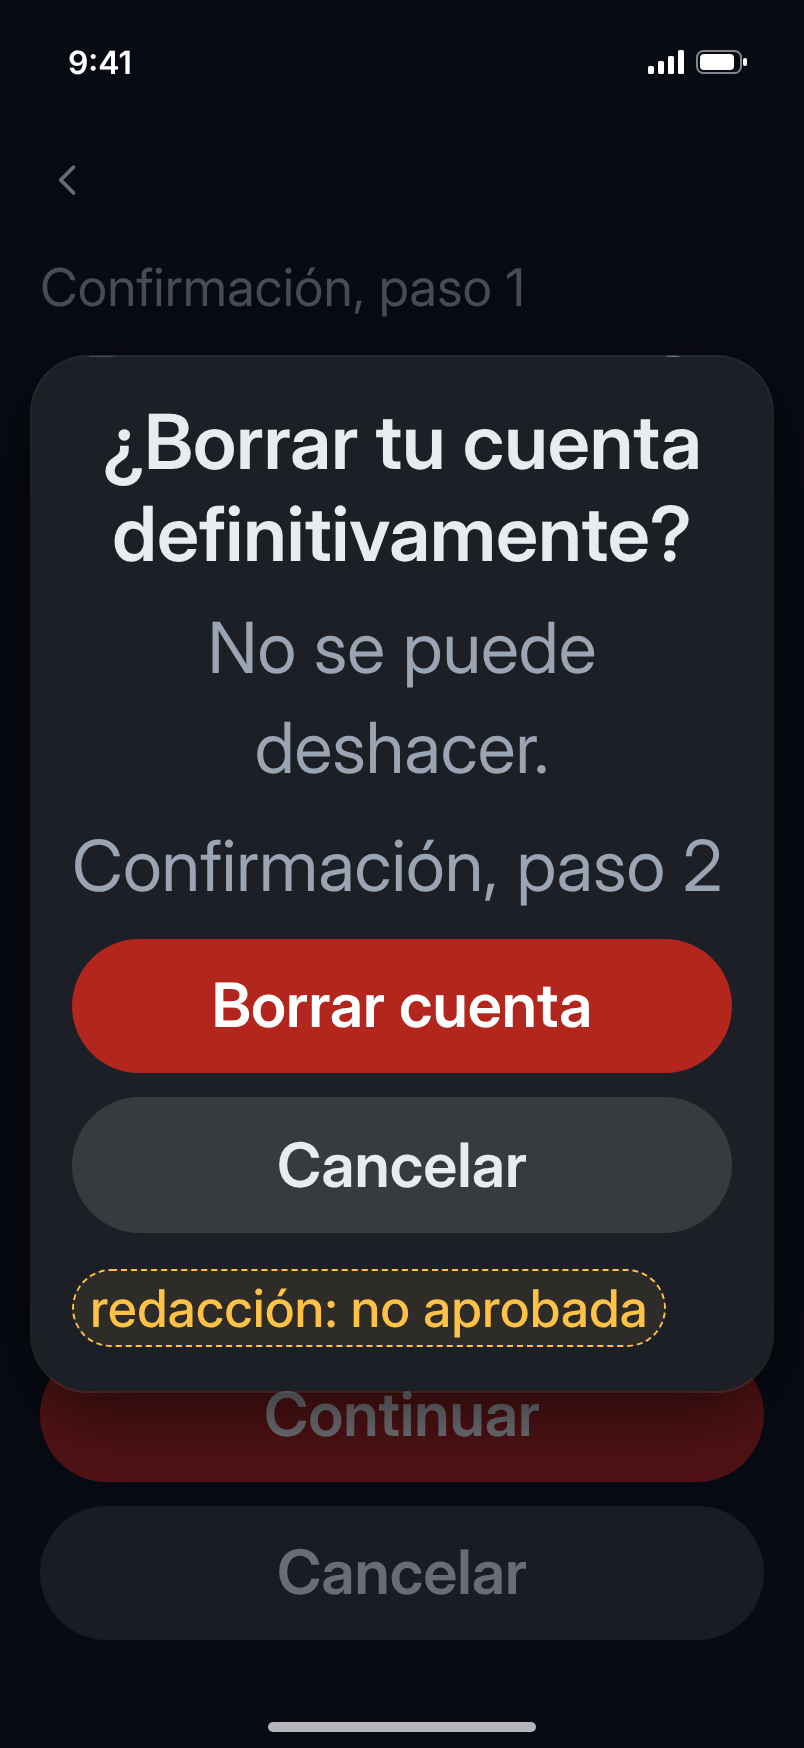 9:41
Confirmación, paso 1
¿Borrar tu cuenta
definitivamente?
No se puede
deshacer.
Confirmación, paso 2
Borrar cuenta
Cancelar
redacción: no aprobada
Continuar
Cancelar